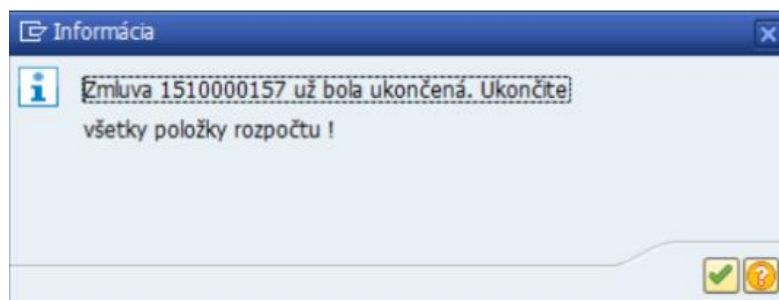 Informácia
Zmluva 1510000157 už bola ukončená. Ukončite
všetky položky rozpočtu !